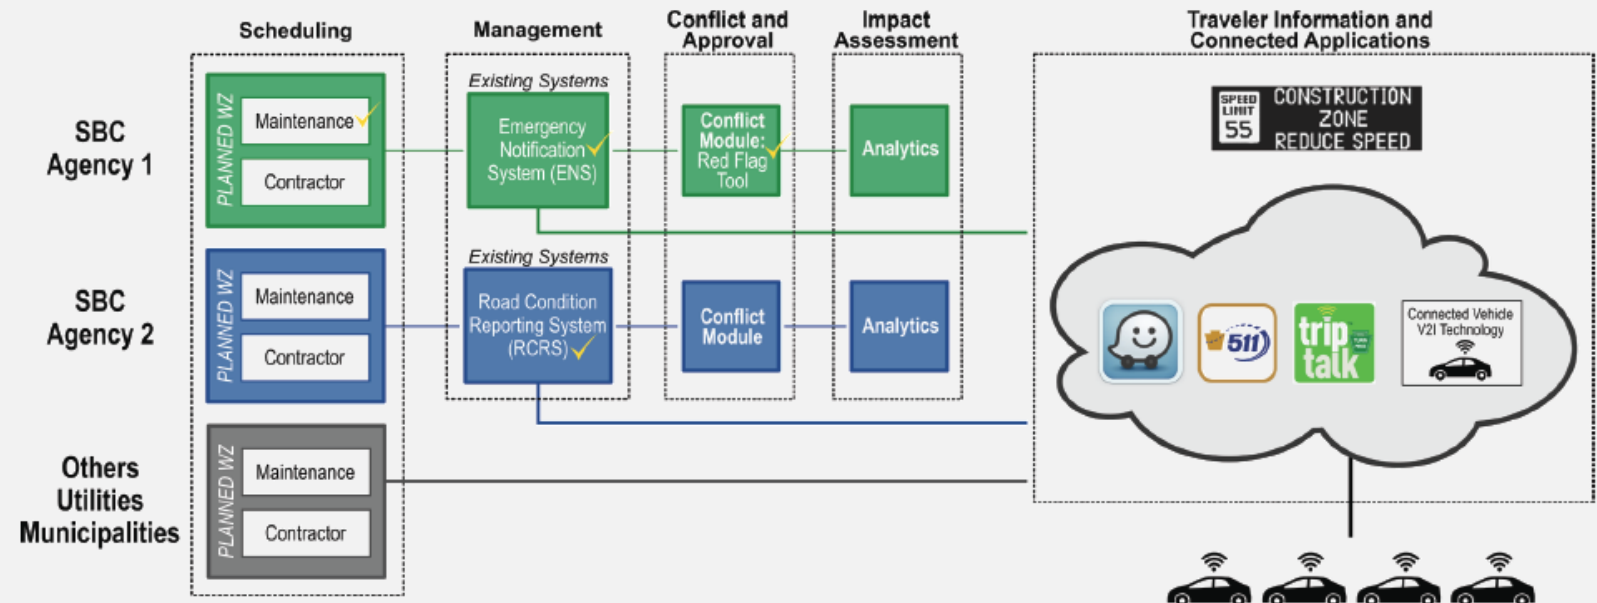 Scheduling
Management
Conflict and
Approval
Impact
Assessment
Traveler Information and
Connected Applications
SBC
Agency 1
PLANNED WZ
Maintenance
Contractor
Existing Systems
Emergency
Notification
System (ENS)
Conflict
Module:
Red Flag
Tool
Analytics
SPEED
LIMIT
55
CONSTRUCTION
ZONE
REDUCE SPEED
SBC
Agency 2
PLANNED WZ
Maintenance
Contractor
Existing Systems
Road Condition
Reporting System
(RCRS)
Conflict
Module
Analytics
511
trip
talk
Connected Vehicle
V2I Technology
Others
Utilities
Municipalities
PLANNED WZ
Maintenance
Contractor